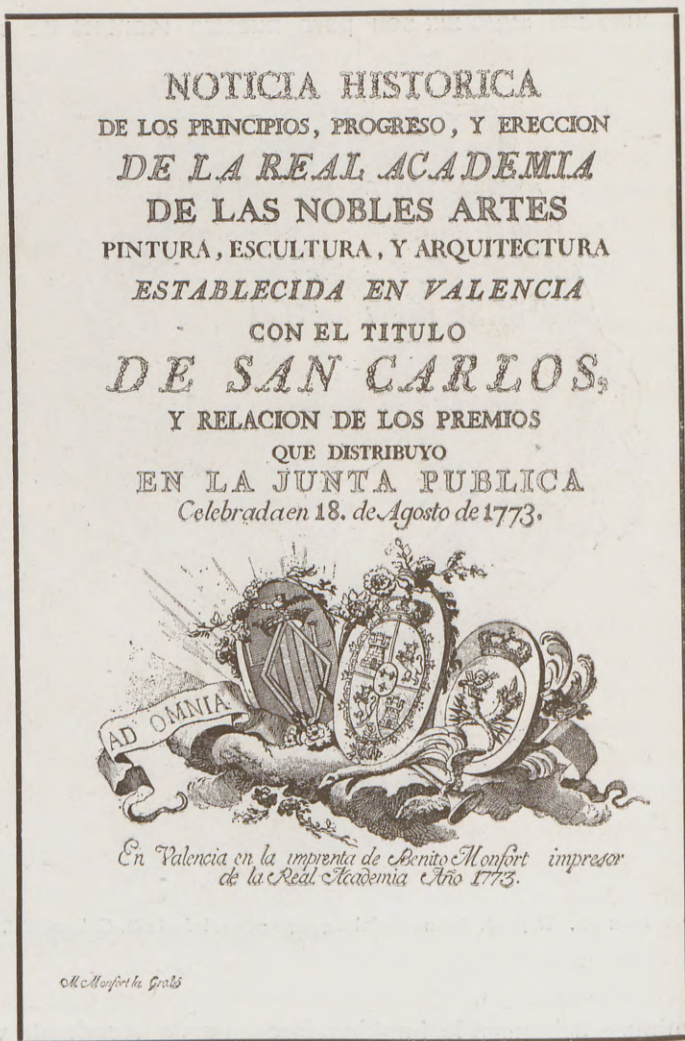 NOTICIA HISTORICA
DE LOS PRINCIPIOS, PROGRESO, Y ERECCION
DE LA REAL ACADEMIA
DE LAS NOBLES ARTES
PINTURA, ESCULTURA, Y ARQUITECTURA
ESTABLECIDA EN VALENCIA
CON EL TITULO
DE SAN CARLOS,
Y RELACION DE LOS PREMIOS
QUE DISTRIBUYO
EN LA JUNTA PUBLICA
Celebrada en 18. de Agosto de 1773.
AD OMNIA
En Valencia en la imprenta de Benito Monfort impresor
de la Real Academia Año 1773.
M Monfort la Grabó